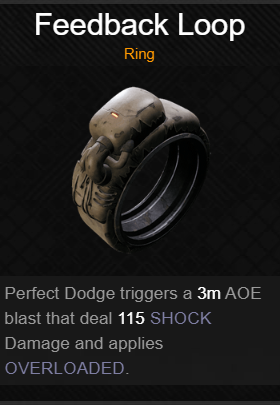 Feedback Loop
Ring
Perfect Dodge triggers a 3m AOE
blast that deal 115 SHOCK
Damage and applies
OVERLOADED.